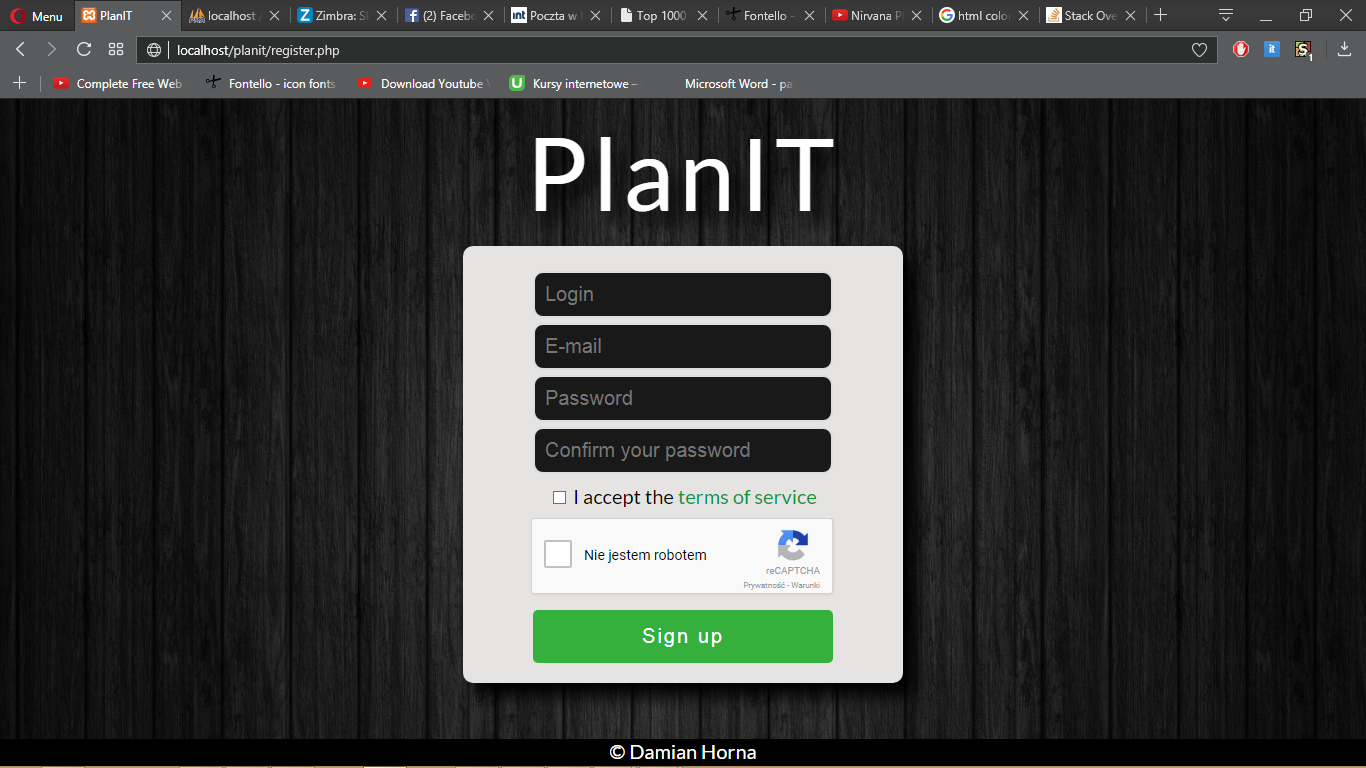 Menu PlanIT localhost / Zimbra: (2) Facebo Poczta w Top 1000 Fontello - Nirvana html color Stack Ove
localhost/planit/register.php
Complete Free Web Fontello - icon fonts Download Youtube Kursy internetowe – Microsoft Word - pa
PlanIT
Login
E-mail
Password
Confirm your password
I accept the terms of service
Nie jestem robotem
reCAPTCHA
Prywatność - Warunki
Sign up
© Damian Horna